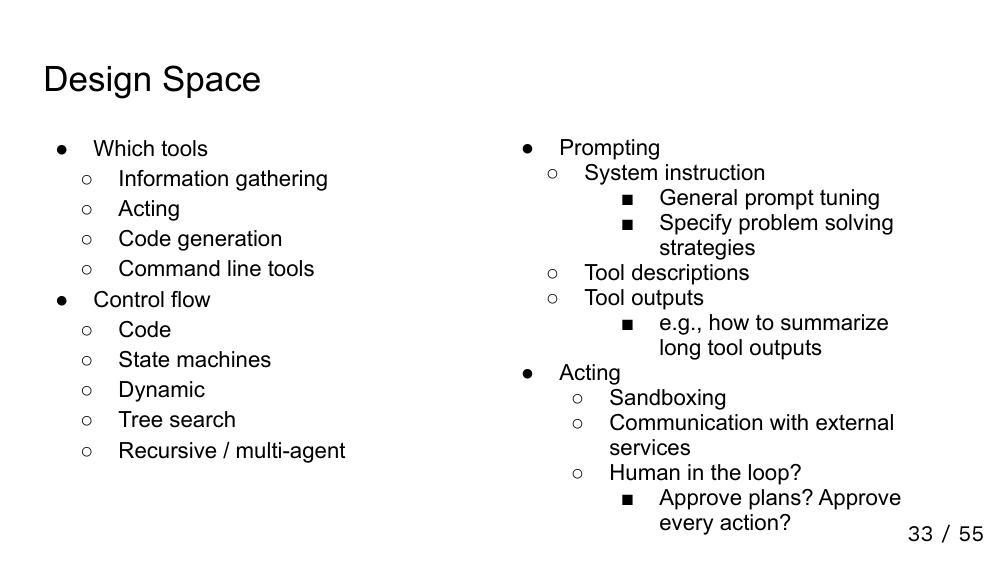 Design Space
● Which tools
○ Information gathering
○ Acting
○ Code generation
○ Command line tools
● Control flow
○ Code
○ State machines
○ Dynamic
○ Tree search
○ Recursive / multi-agent
● Prompting
○ System instruction
■ General prompt tuning
■ Specify problem solving
strategies
○ Tool descriptions
○ Tool outputs
■ e.g., how to summarize
long tool outputs
● Acting
○ Sandboxing
○ Communication with external
services
○ Human in the loop?
■ Approve plans? Approve
every action?
33 / 55